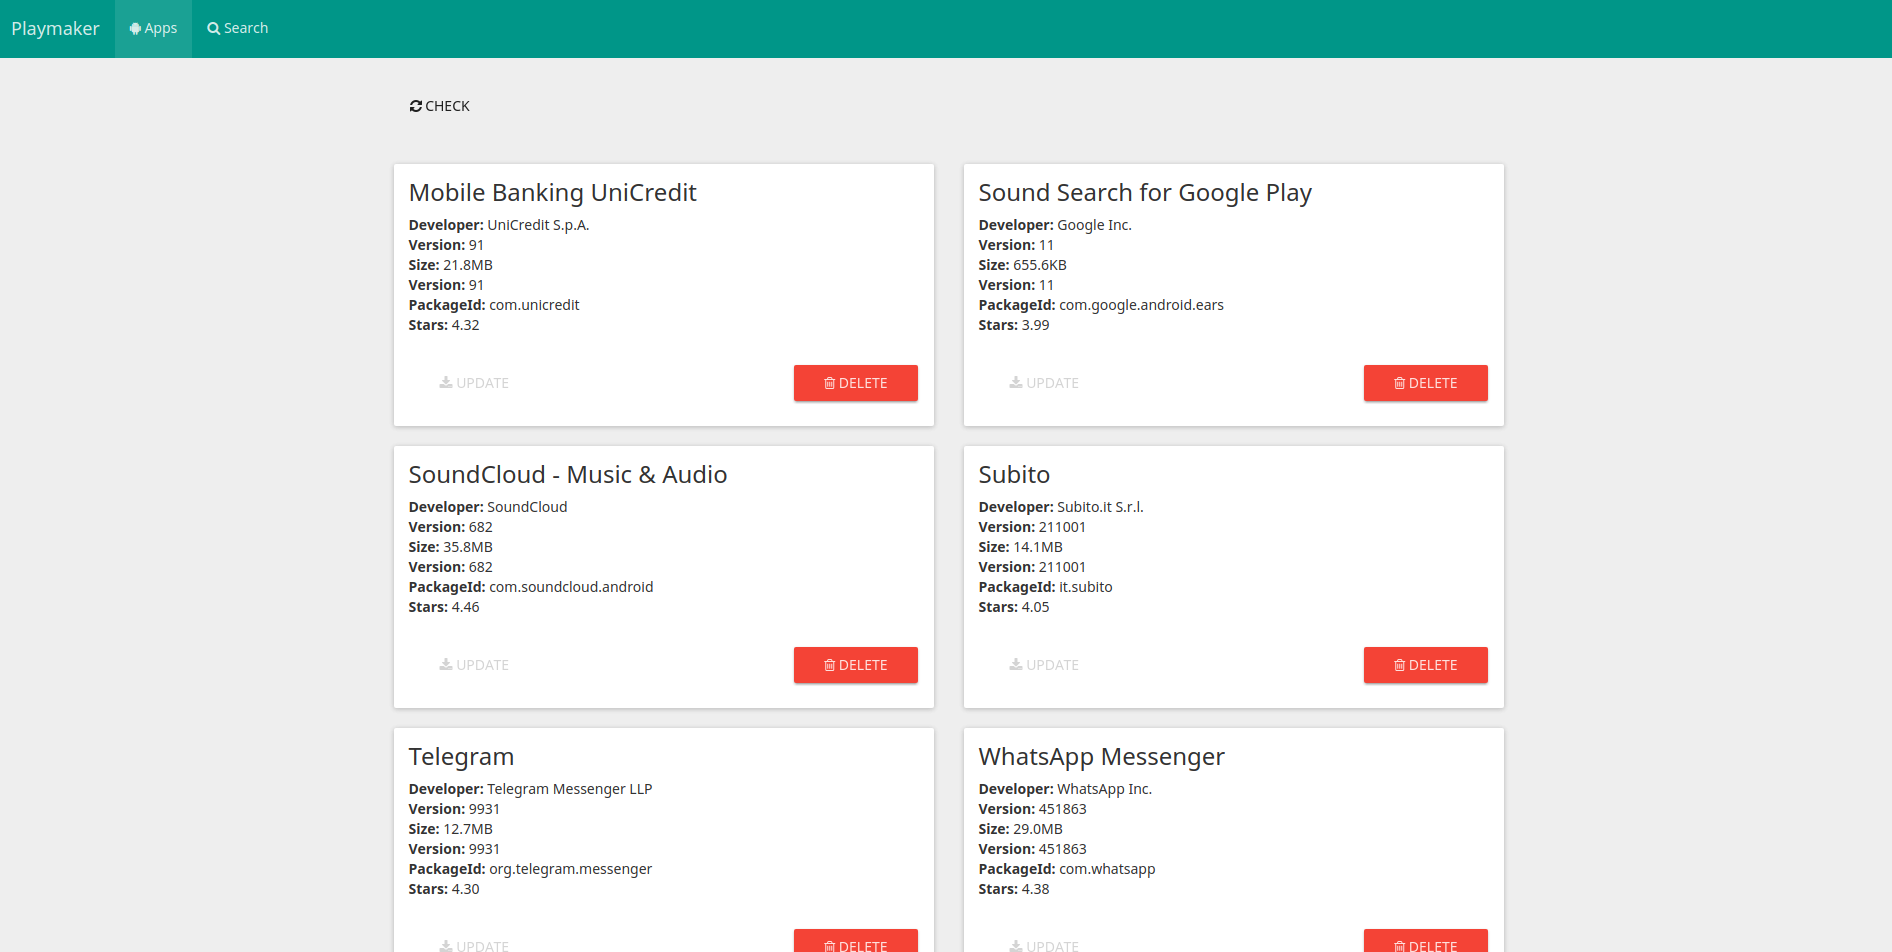 Playmaker Apps Search
CHECK
Mobile Banking UniCredit
Developer: UniCredit S.p.A.
Version: 91
Size: 21.8MB
Version: 91
PackageId: com.unicredit
Stars: 4.32
UPDATE DELETE
Sound Search for Google Play
Developer: Google Inc.
Version: 11
Size: 655.6KB
Version: 11
PackageId: com.google.android.ears
Stars: 3.99
UPDATE DELETE
SoundCloud - Music & Audio
Developer: SoundCloud
Version: 682
Size: 35.8MB
Version: 682
PackageId: com.soundcloud.android
Stars: 4.46
UPDATE DELETE
Subito
Developer: Subito.it S.r.l.
Version: 211001
Size: 14.1MB
Version: 211001
PackageId: it.subito
Stars: 4.05
UPDATE DELETE
Telegram
Developer: Telegram Messenger LLP
Version: 9931
Size: 12.7MB
Version: 9931
PackageId: org.telegram.messenger
Stars: 4.30
UPDATE DELETE
WhatsApp Messenger
Developer: WhatsApp Inc.
Version: 451863
Size: 29.0MB
Version: 451863
PackageId: com.whatsapp
Stars: 4.38
UPDATE DELETE